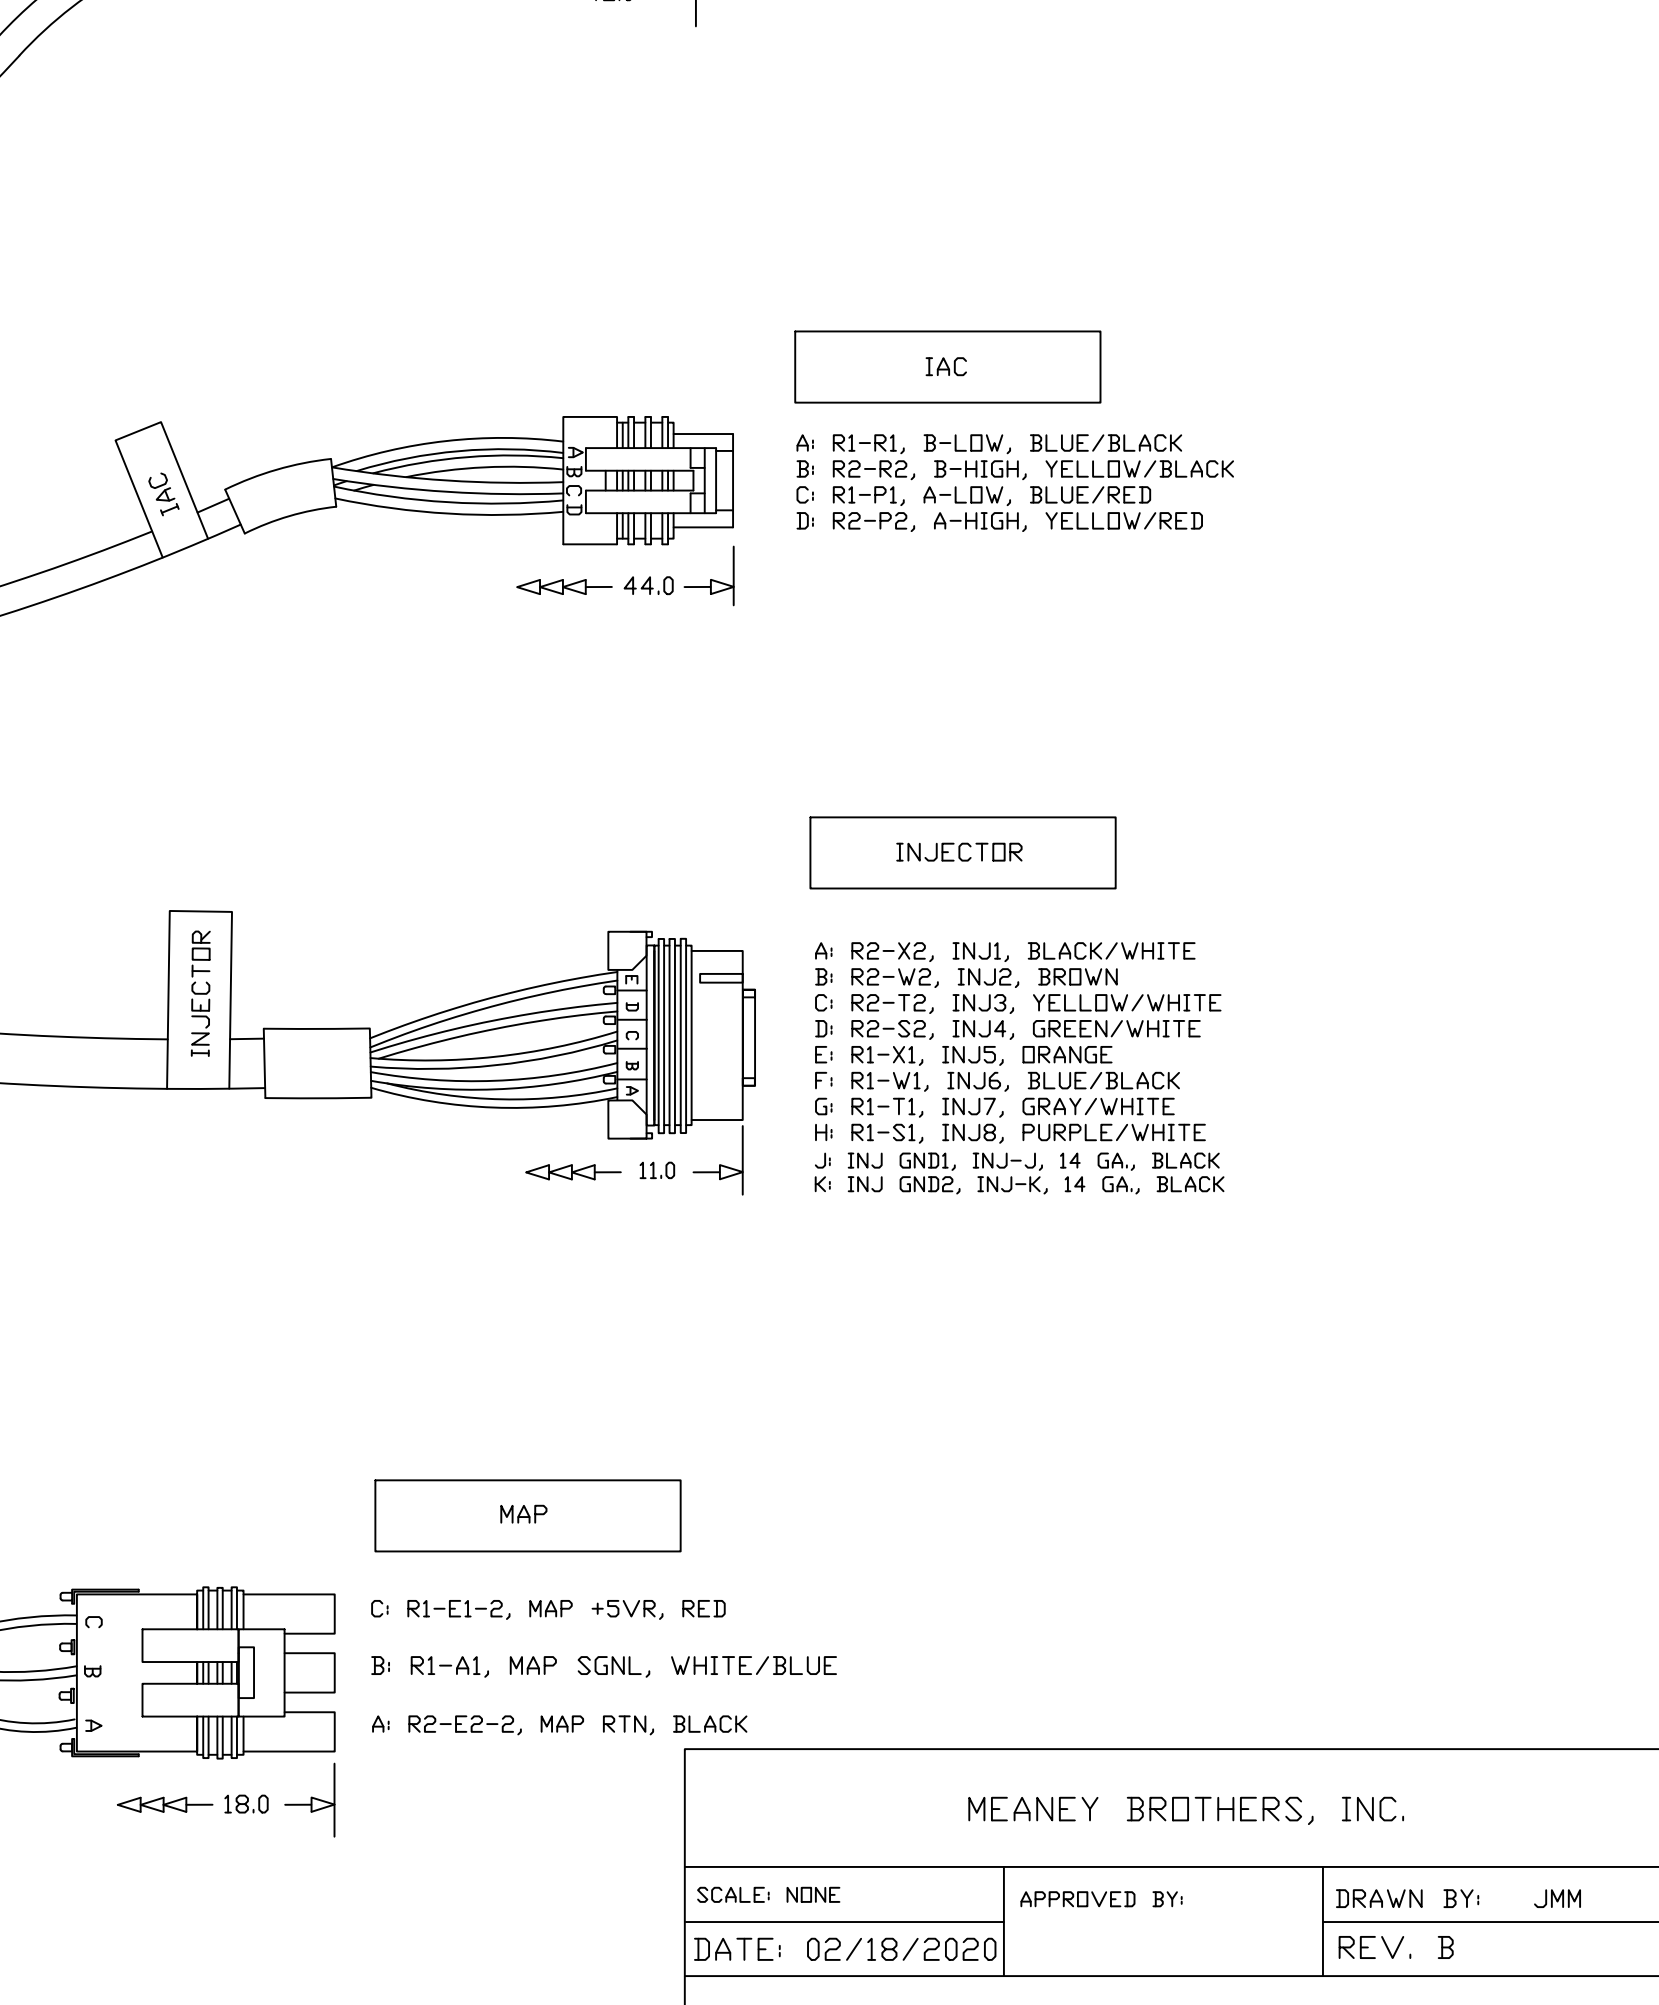 IAC
A: R1-R1, B-LOW, BLUE/BLACK
B: R2-R2, B-HIGH, YELLOW/BLACK
C: R1-P1, A-LOW, BLUE/RED
D: R2-P2, A-HIGH, YELLOW/RED
IAC
A
B
C
D
44.0
INJECTOR
A: R2-X2, INJ1, BLACK/WHITE
B: R2-W2, INJ2, BROWN
C: R2-T2, INJ3, YELLOW/WHITE
D: R2-S2, INJ4, GREEN/WHITE
E: R1-X1, INJ5, ORANGE
F: R1-W1, INJ6, BLUE/BLACK
G: R1-T1, INJ7, GRAY/WHITE
H: R1-S1, INJ8, PURPLE/WHITE
J: INJ GND1, INJ-J, 14 GA., BLACK
K: INJ GND2, INJ-K, 14 GA., BLACK
INJECTOR
E
D
C
B
A
11.0
MAP
C: R1-E1-2, MAP +5VR, RED
B: R1-A1, MAP SGNL, WHITE/BLUE
A: R2-E2-2, MAP RTN, BLACK
C
B
A
18.0
MEANEY BROTHERS, INC.
SCALE: NONE
APPROVED BY:
DRAWN BY: JMM
DATE: 02/18/2020
REV. B